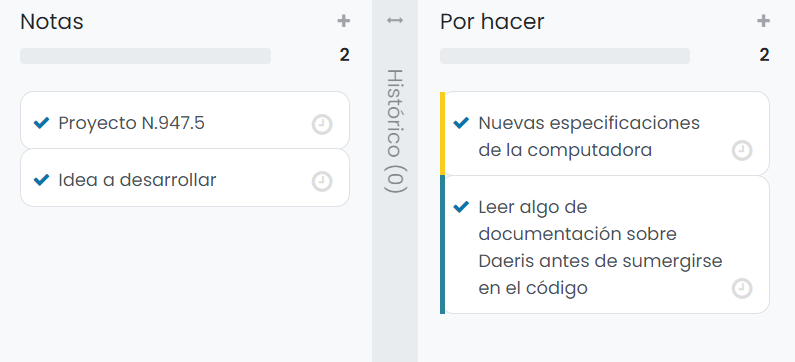 Notas
2
Proyecto N.947.5
Idea a desarrollar
Histórico (0)
Por hacer
2
Nuevas especificaciones
de la computadora
Leer algo de
documentación sobre
Daeris antes de sumergirse
en el código